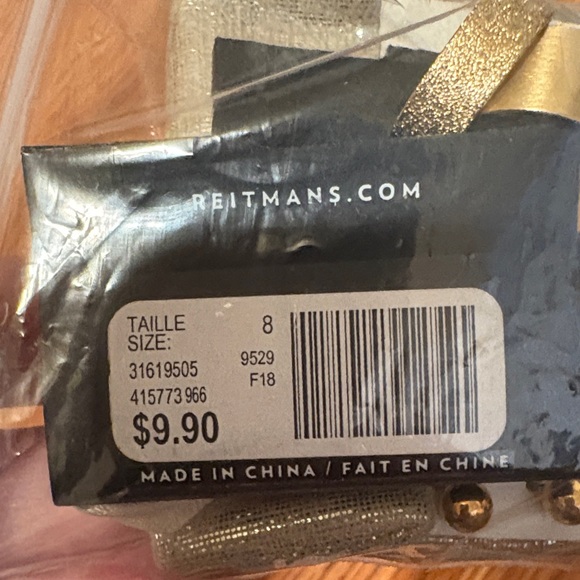 REITMANS.COM
TAILLE 8
SIZE:
31619505 9529
415773 966 F18
$9.90
MADE IN CHINA / FAIT EN CHINE